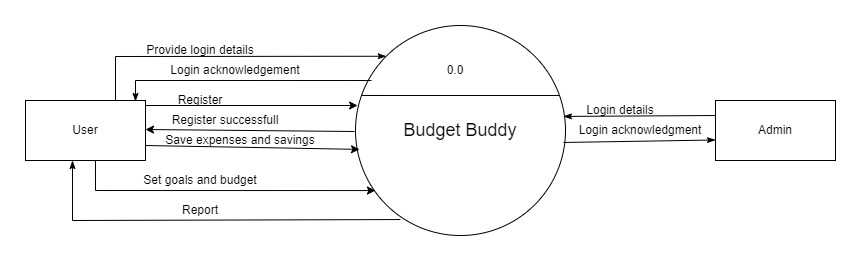 Provide login details
Login acknowledgement
0.0
Register
Login details
Register successfull
User
Budget Buddy
Login acknowledgment
Admin
Save expenses and savings
Set goals and budget
Report